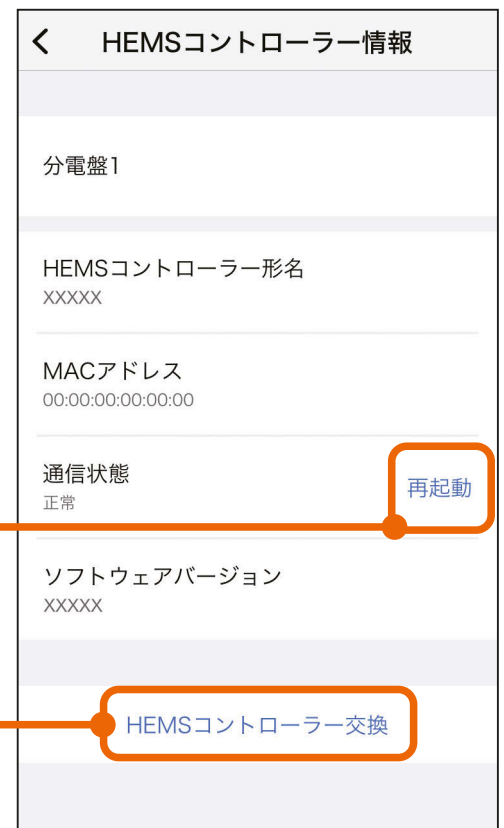 HEMSコントローラー情報
分電盤1
HEMSコントローラー形名
XXXXX
MACアドレス
00:00:00:00:00:00
通信状態
正常
再起動
ソフトウェアバージョン
XXXXX
HEMSコントローラー交換